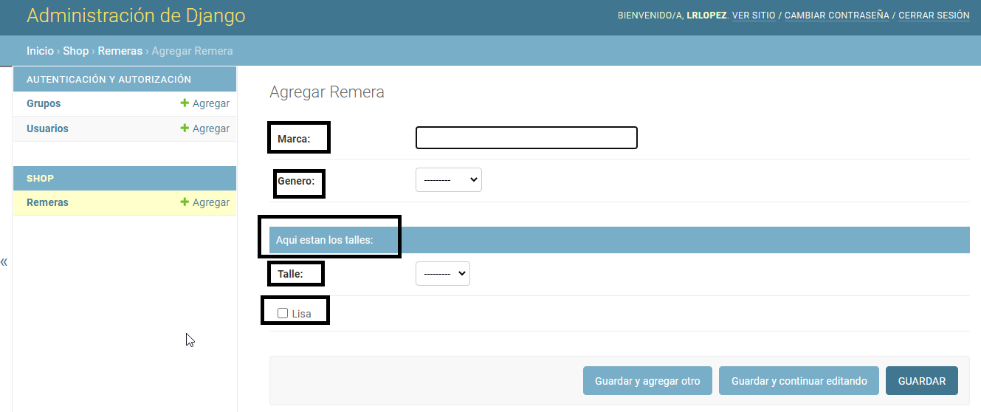 Administración de Django
BIENVENIDO/A, LRLOPEZ. VER SITIO / CAMBIAR CONTRASEÑA / CERRAR SESIÓN
Inicio › Shop › Remeras › Agregar Remera
AUTENTICACIÓN Y AUTORIZACIÓN
Grupos + Agregar
Usuarios + Agregar
SHOP
Remeras + Agregar
«
Agregar Remera
Marca:
Genero: ---------
Aqui estan los talles:
Talle: ---------
Lisa
Guardar y agregar otro Guardar y continuar editando GUARDAR